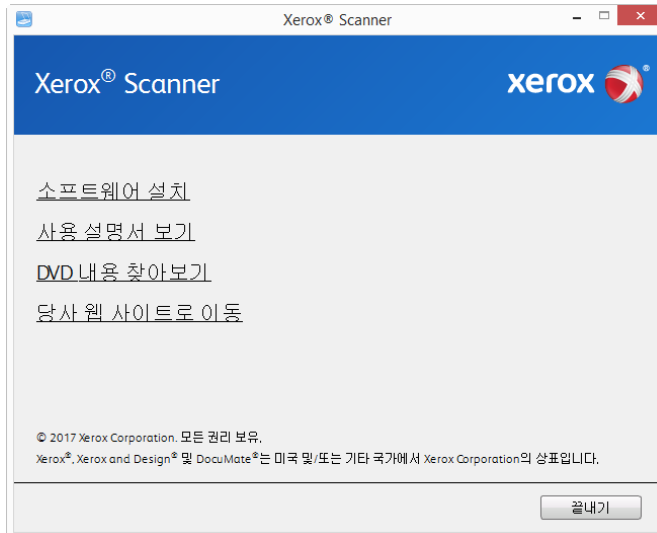 Xerox® Scanner
Xerox® Scanner
xerox ®
소프트웨어 설치
사용 설명서 보기
DVD 내용 찾아보기
당사 웹 사이트로 이동
© 2017 Xerox Corporation. 모든 권리 보유.
Xerox®, Xerox and Design® 및 DocuMate®는 미국 및/또는 기타 국가에서 Xerox Corporation의 상표입니다.
끝내기